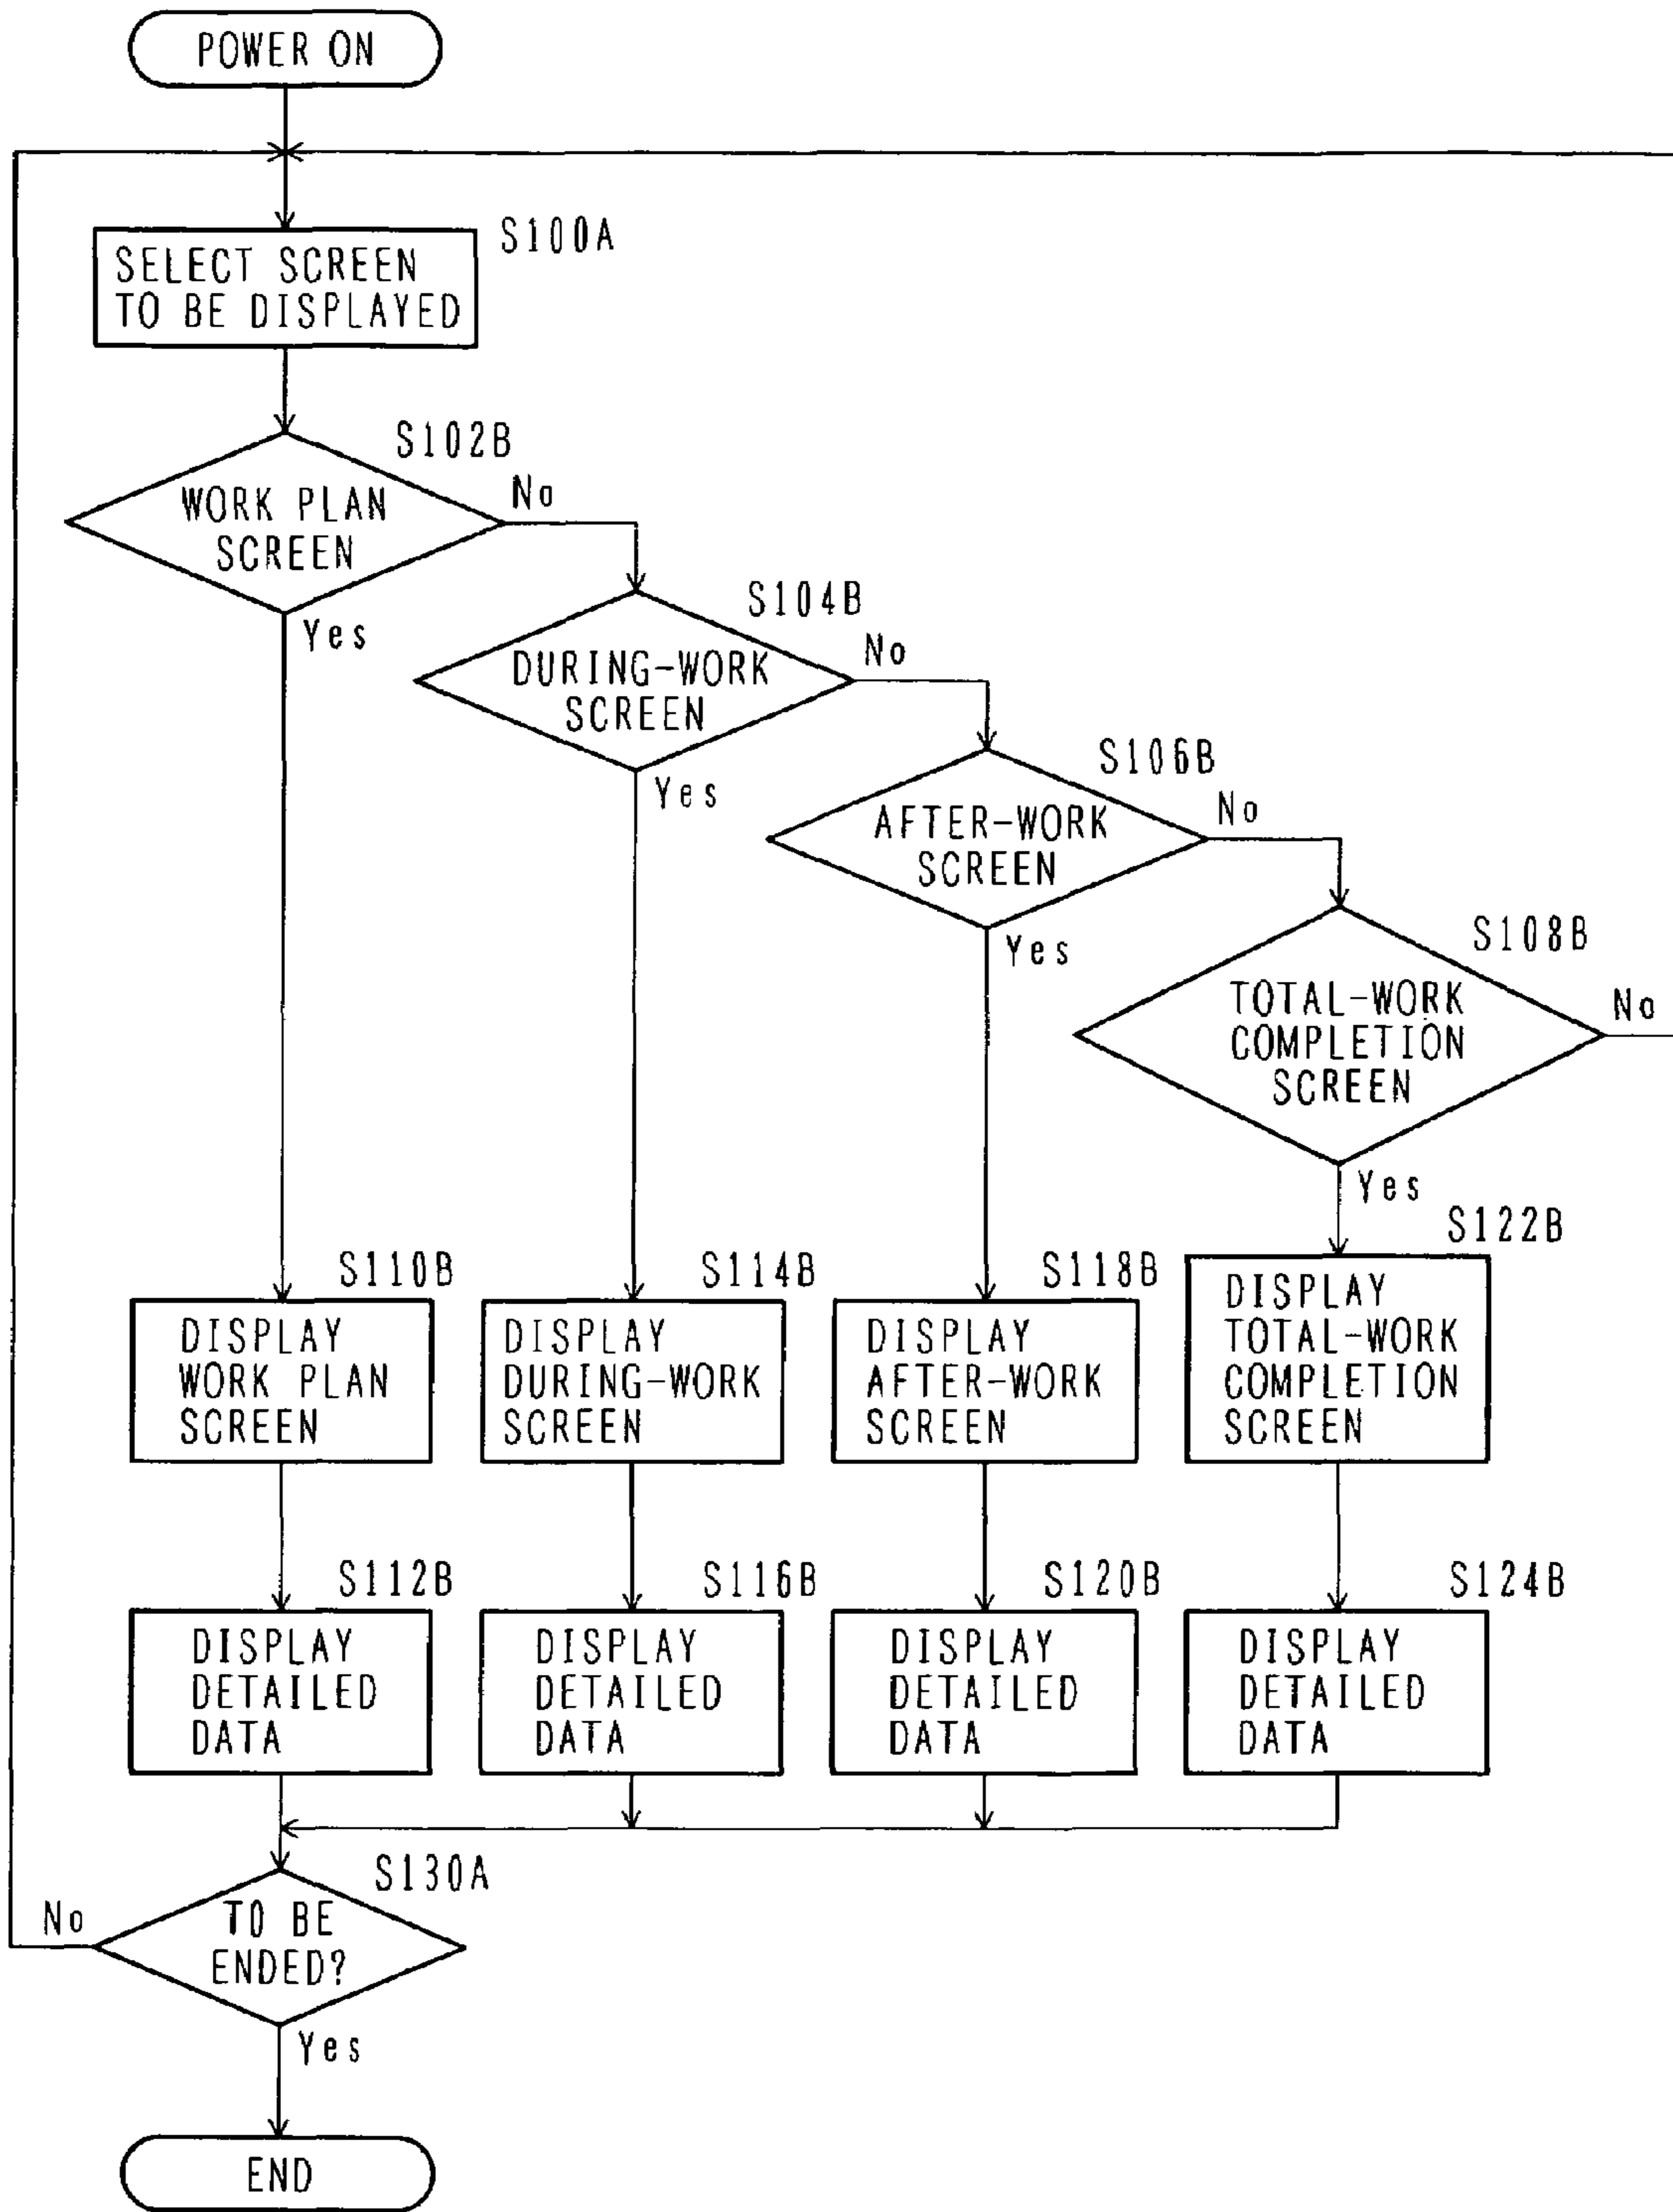 POWER ON
S100A
SELECT SCREEN
TO BE DISPLAYED
S102B
WORK PLAN
SCREEN
No
Yes
S104B
DURING-WORK
SCREEN
No
Yes
S106B
AFTER-WORK
SCREEN
No
Yes
S108B
TOTAL-WORK
COMPLETION
SCREEN
No
Yes
S110B
DISPLAY
WORK PLAN
SCREEN
S114B
DISPLAY
DURING-WORK
SCREEN
S118B
DISPLAY
AFTER-WORK
SCREEN
S122B
DISPLAY
TOTAL-WORK
COMPLETION
SCREEN
S112B
DISPLAY
DETAILED
DATA
S116B
DISPLAY
DETAILED
DATA
S120B
DISPLAY
DETAILED
DATA
S124B
DISPLAY
DETAILED
DATA
S130A
TO BE
ENDED?
No
Yes
END